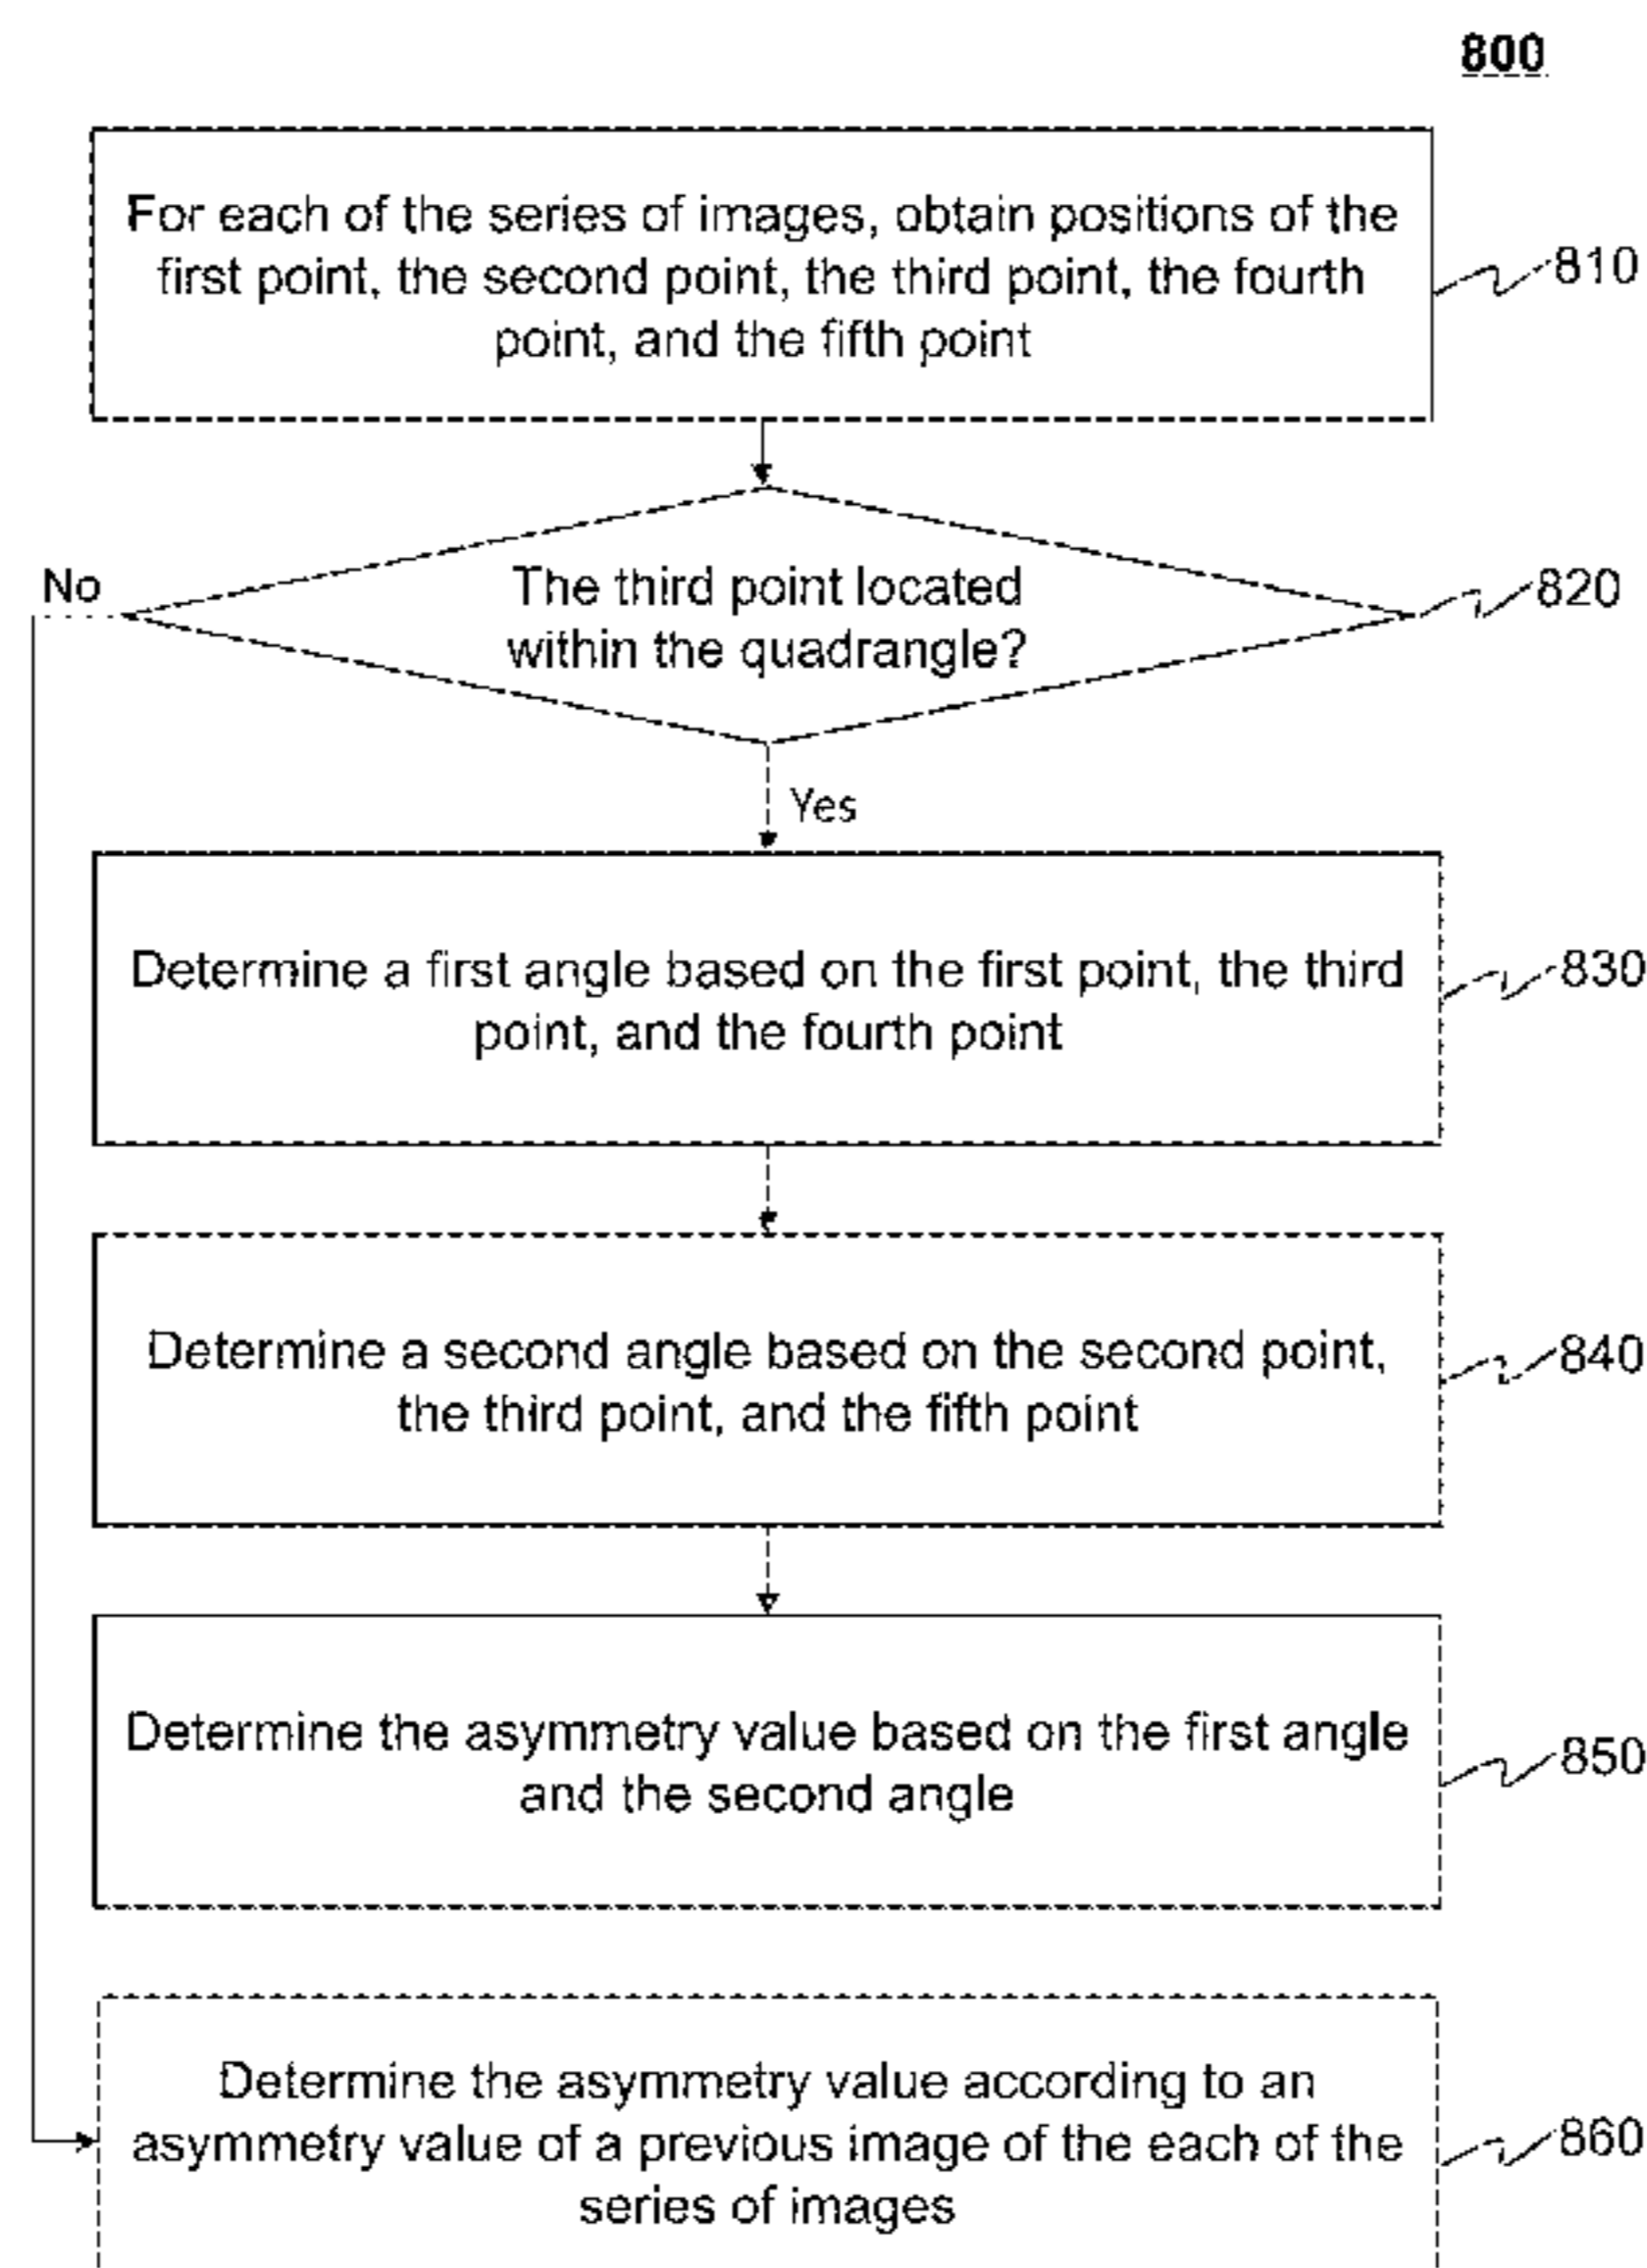 800
For each of the series of images, obtain positions of the
first point, the second point, the third point, the fourth
point, and the fifth point
810
The third point located
within the quadrangle?
820
No
Yes
Determine a first angle based on the first point, the third
point, and the fourth point
830
Determine a second angle based on the second point,
the third point, and the fifth point
840
Determine the asymmetry value based on the first angle
and the second angle
850
Determine the asymmetry value according to an
asymmetry value of a previous image of the each of the
series of images
860